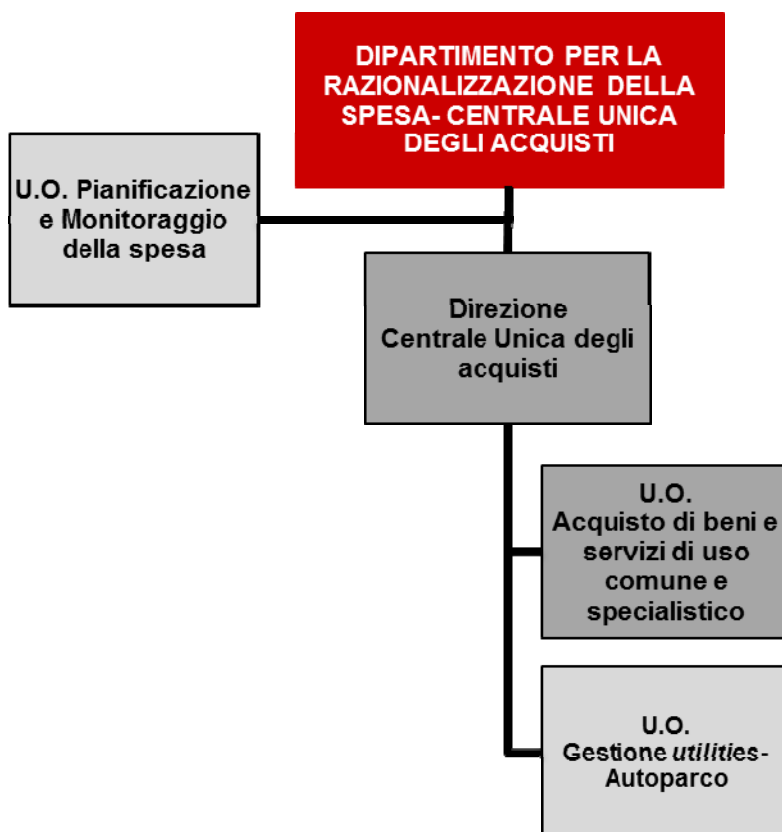 DIPARTIMENTO PER LA
RAZIONALIZZAZIONE DELLA
SPESA- CENTRALE UNICA
DEGLI ACQUISTI
U.O. Pianificazione
e Monitoraggio
della spesa
Direzione
Centrale Unica degli
acquisti
U.O.
Acquisto di beni e
servizi di uso
comune e
specialistico
U.O.
Gestione utilities-
Autoparco